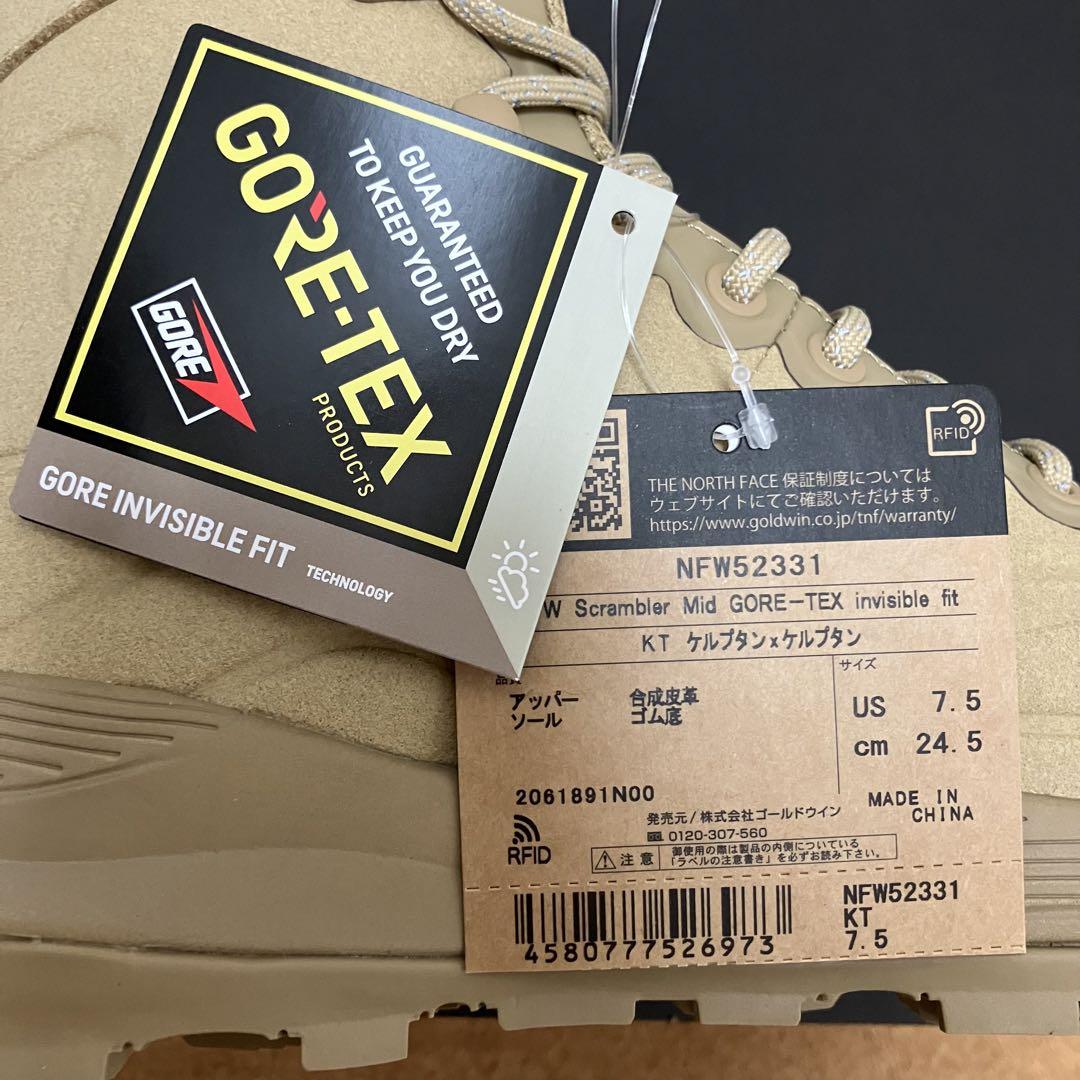 GUARANTEED
TO KEEP YOU DRY
GORE-TEX
PRODUCTS
GORE
GORE INVISIBLE FIT TECHNOLOGY
RFID
THE NORTH FACE 保証制度については
ウェブサイトにてご確認いただけます。
https://www.goldwin.co.jp/tnf/warranty/
NFW52331
W Scrambler Mid GORE-TEX invisible fit
KT ケルプタン×ケルプタン
サイズ
アッパー 合成皮革
ソール ゴム底
US 7.5
cm 24.5
2061891N00
MADE IN
CHINA
発売元/株式会社ゴールドウイン
0120-307-560
RFID
注意 御使用の際は製品の内側についている
「ラベルの注意書き」を必ずお読み下さい。
4580777526973
NFW52331
KT
7.5